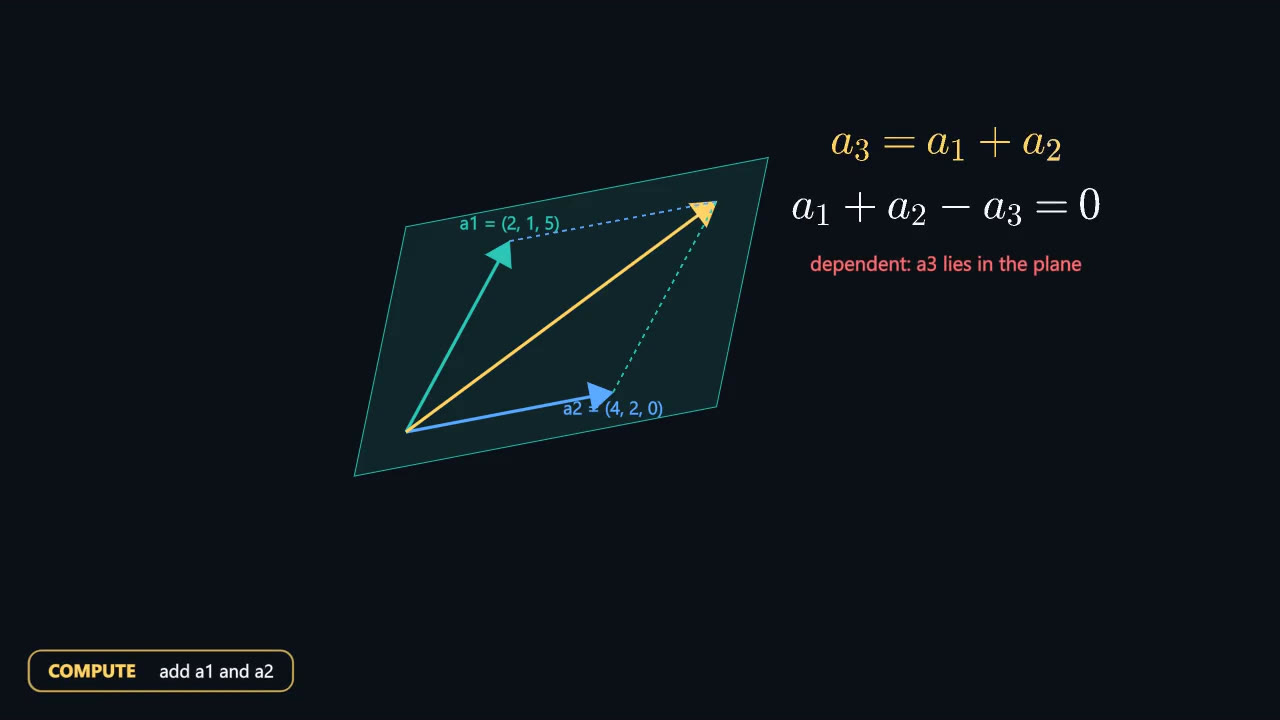 a₃ = a₁ + a₂
a₁ + a₂ − a₃ = 0
a1 = (2, 1, 5)
dependent: a3 lies in the plane
a2 = (4, 2, 0)
COMPUTE add a1 and a2